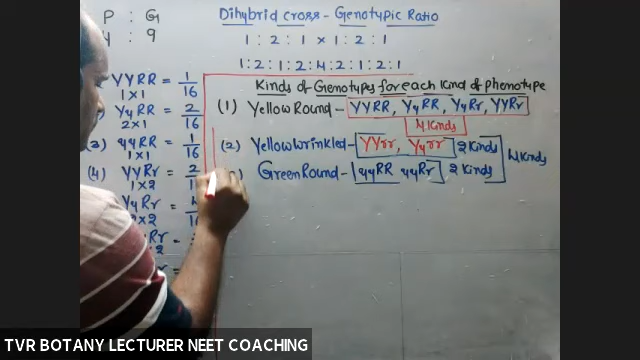 P : G
4 : 9
Dihybrid cross - Genotypic Ratio
1 : 2 : 1 x 1 : 2 : 1
1 : 2 : 1 : 2 : 4 : 2 : 1 : 2 : 1
YYRR = 1/16
1x1
YyRR = 2/16
2x1
(3) yyRR = 1/16
1x1
(4) YYRr = 2/1
1x2
YyRr = 4/16
Kinds of Genotypes for each kind of phenotype
(1) Yellow Round - YYRR, YyRR, YyRr, YYRr
4 Kinds
(2) Yellow wrinkled - YYrr, Yyrr 2 Kinds
4 Kinds
Green Round - yyRR yyRr 2 Kinds
TVR BOTANY LECTURER NEET COACHING